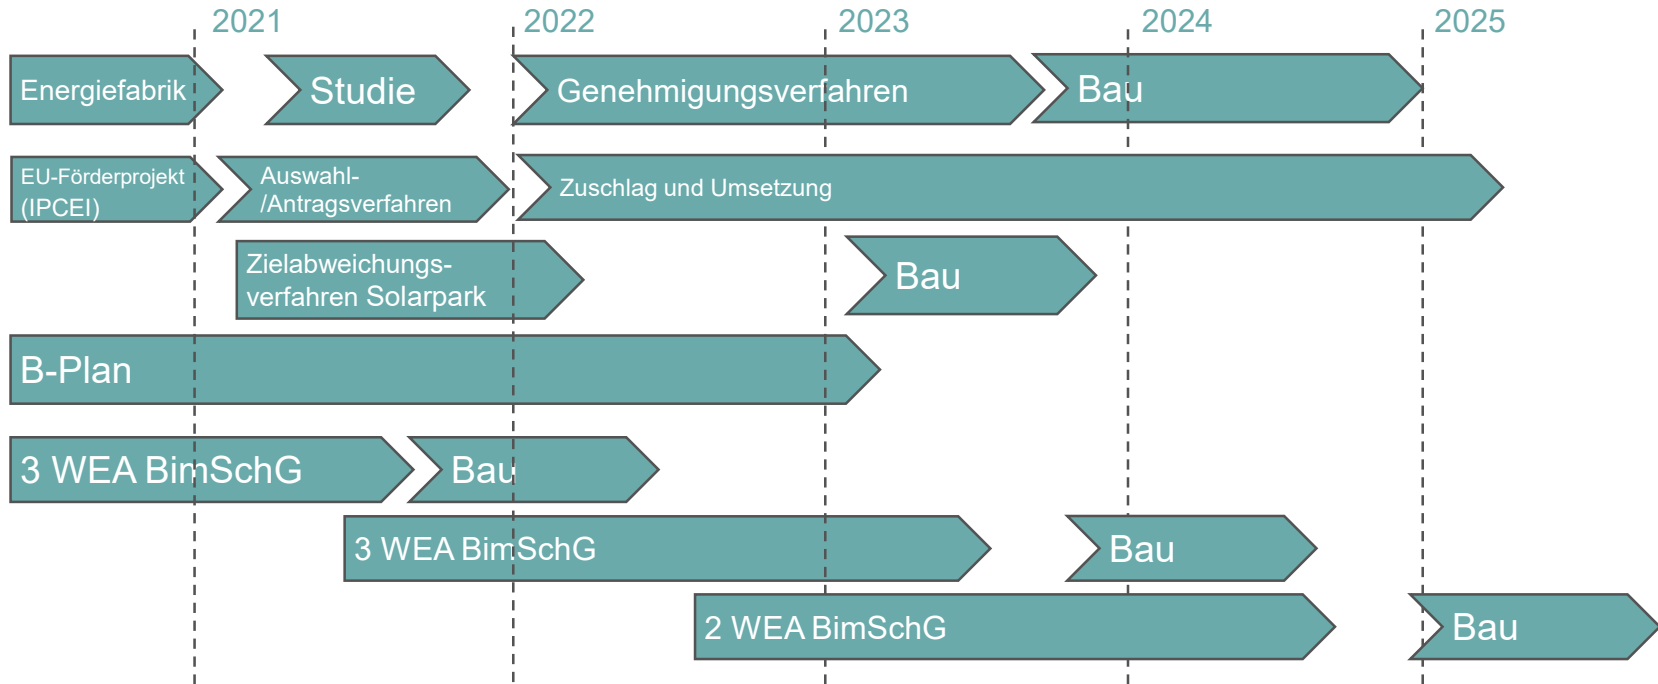 2021
2022
2023
2024
2025
Energiefabrik
Studie
Genehmigungsverfahren
Bau
EU-Förderprojekt
(IPCEI)
Auswahl-
/Antragsverfahren
Zuschlag und Umsetzung
Zielabweichungs-
verfahren Solarpark
Bau
B-Plan
3 WEA BimSchG
Bau
3 WEA BimSchG
Bau
2 WEA BimSchG
Bau